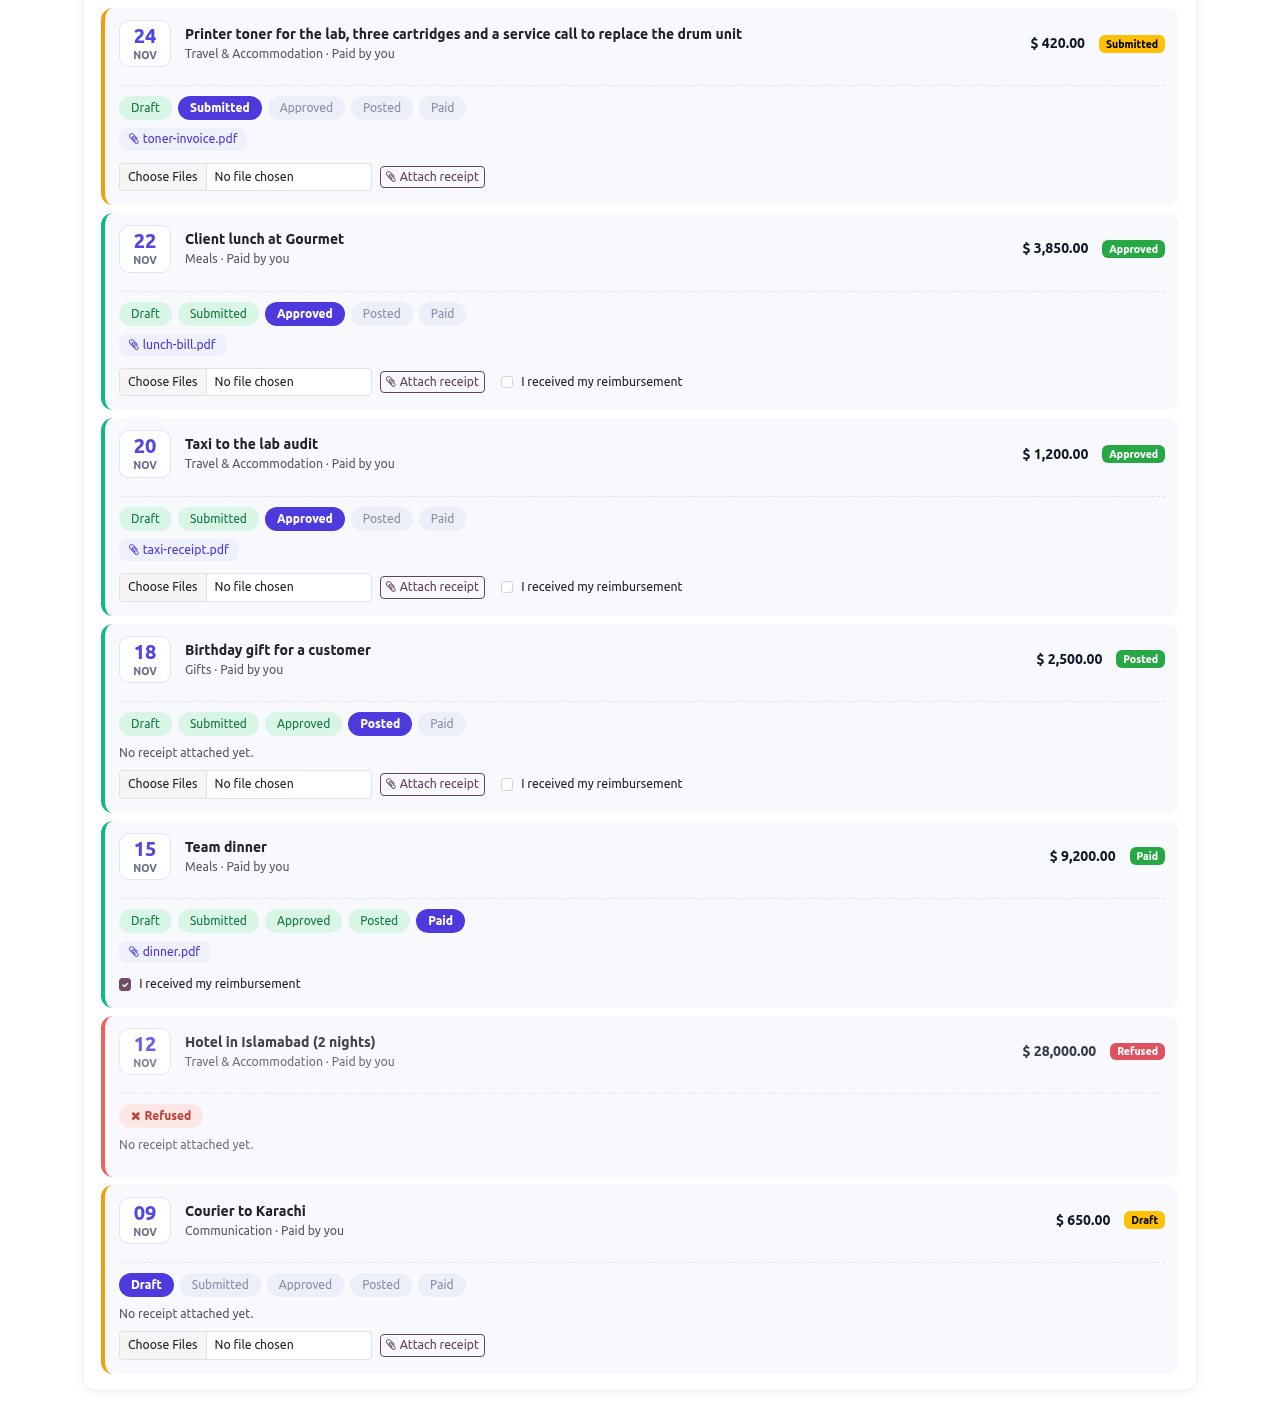 24
NOV
Printer toner for the lab, three cartridges and a service call to replace the drum unit
Travel & Accommodation · Paid by you
$ 420.00 Submitted
Draft Submitted Approved Posted Paid
toner-invoice.pdf
Choose Files No file chosen Attach receipt
22
NOV
Client lunch at Gourmet
Meals · Paid by you
$ 3,850.00 Approved
Draft Submitted Approved Posted Paid
lunch-bill.pdf
Choose Files No file chosen Attach receipt I received my reimbursement
20
NOV
Taxi to the lab audit
Travel & Accommodation · Paid by you
$ 1,200.00 Approved
Draft Submitted Approved Posted Paid
taxi-receipt.pdf
Choose Files No file chosen Attach receipt I received my reimbursement
18
NOV
Birthday gift for a customer
Gifts · Paid by you
$ 2,500.00 Posted
Draft Submitted Approved Posted Paid
No receipt attached yet.
Choose Files No file chosen Attach receipt I received my reimbursement
15
NOV
Team dinner
Meals · Paid by you
$ 9,200.00 Paid
Draft Submitted Approved Posted Paid
dinner.pdf
I received my reimbursement
12
NOV
Hotel in Islamabad (2 nights)
Travel & Accommodation · Paid by you
$ 28,000.00 Refused
Refused
No receipt attached yet.
09
NOV
Courier to Karachi
Communication · Paid by you
$ 650.00 Draft
Draft Submitted Approved Posted Paid
No receipt attached yet.
Choose Files No file chosen Attach receipt